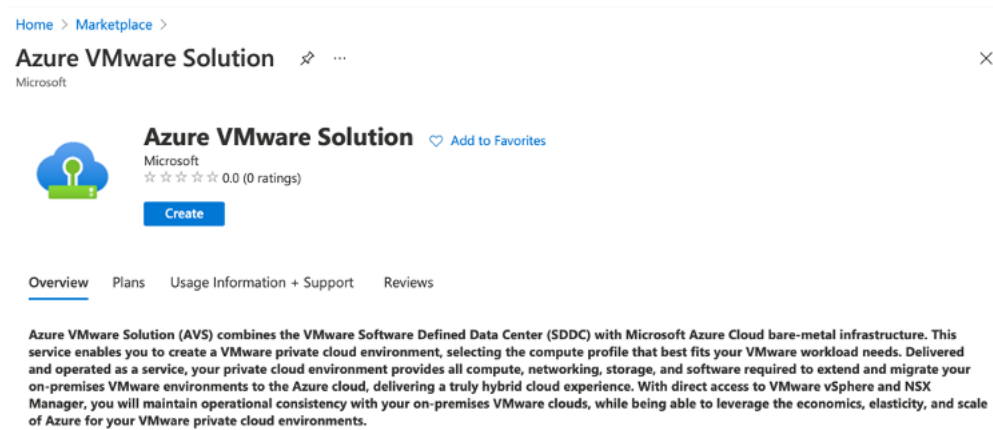 Home > Marketplace >
Azure VMware Solution ...
Microsoft
Azure VMware Solution Add to Favorites
Microsoft
0.0 (0 ratings)
Create
Overview Plans Usage Information + Support Reviews
Azure VMware Solution (AVS) combines the VMware Software Defined Data Center (SDDC) with Microsoft Azure Cloud bare-metal infrastructure. This
service enables you to create a VMware private cloud environment, selecting the compute profile that best fits your VMware workload needs. Delivered
and operated as a service, your private cloud environment provides all compute, networking, storage, and software required to extend and migrate your
on-premises VMware environments to the Azure cloud, delivering a truly hybrid cloud experience. With direct access to VMware vSphere and NSX
Manager, you will maintain operational consistency with your on-premises VMware clouds, while being able to leverage the economics, elasticity, and scale
of Azure for your VMware private cloud environments.